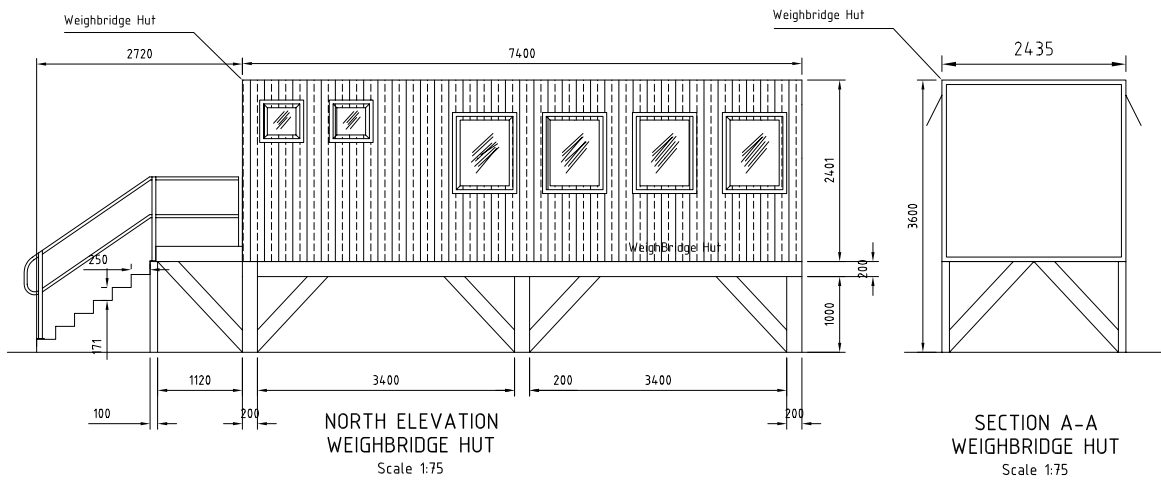 Weighbridge Hut
2720
7400
250
171
2401
200
1000
WeighBridge Hut
1120
3400
200
3400
100
200
200
NORTH ELEVATION
WEIGHBRIDGE HUT
Scale 1:75
Weighbridge Hut
2435
3600
SECTION A-A
WEIGHBRIDGE HUT
Scale 1:75